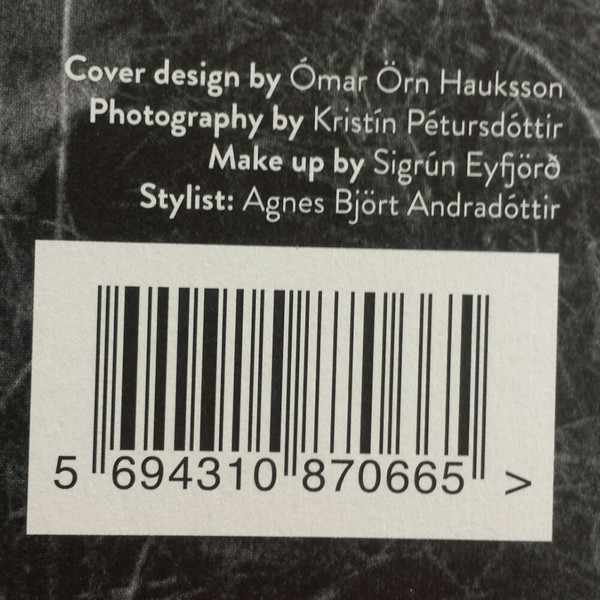 Cover design by Ómar Örn Hauksson
Photography by Kristín Pétursdóttir
Make up by Sigrún Eyfjörð
Stylist: Agnes Björt Andradóttir
5 694310 870665 >